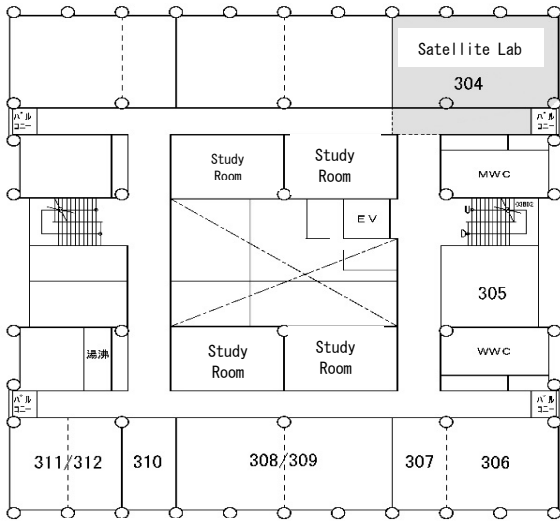 Satellite Lab
304
バル
コニー
バル
コニー
Study
Room
Study
Room
MWC
EV
U
D
305
Study
Room
Study
Room
湯沸
WWC
バル
コニー
バル
コニー
311/312
310
308/309
307
306